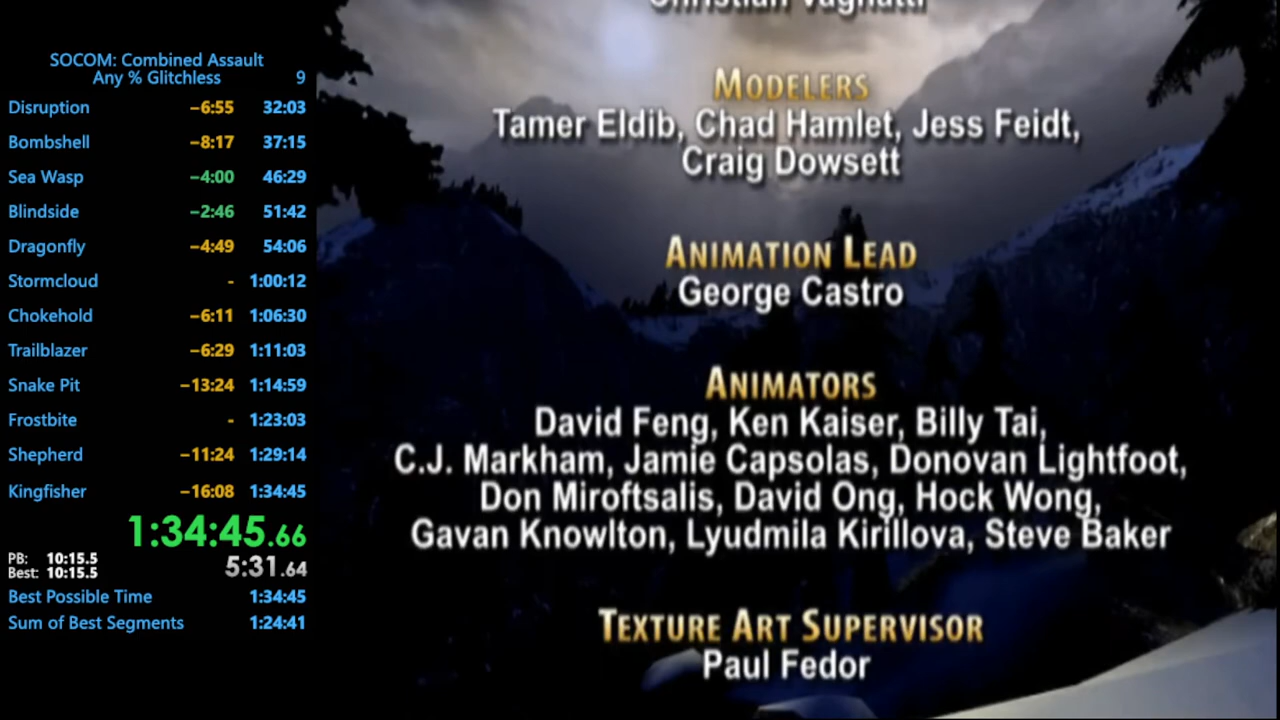 SOCOM: Combined Assault
Any % Glitchless 9
Disruption −6:55 32:03
Bombshell −8:17 37:15
Sea Wasp −4:00 46:29
Blindside −2:46 51:42
Dragonfly −4:49 54:06
Stormcloud - 1:00:12
Chokehold −6:11 1:06:30
Trailblazer −6:29 1:11:03
Snake Pit −13:24 1:14:59
Frostbite - 1:23:03
Shepherd −11:24 1:29:14
Kingfisher −16:08 1:34:45
1:34:45.66
PB: 10:15.5
Best: 10:15.5
5:31.64
Best Possible Time 1:34:45
Sum of Best Segments 1:24:41
Christian Vagnatti
MODELERS
Tamer Eldib, Chad Hamlet, Jess Feidt,
Craig Dowsett
ANIMATION LEAD
George Castro
ANIMATORS
David Feng, Ken Kaiser, Billy Tai,
C.J. Markham, Jamie Capsolas, Donovan Lightfoot,
Don Miroftsalis, David Ong, Hock Wong,
Gavan Knowlton, Lyudmila Kirillova, Steve Baker
TEXTURE ART SUPERVISOR
Paul Fedor